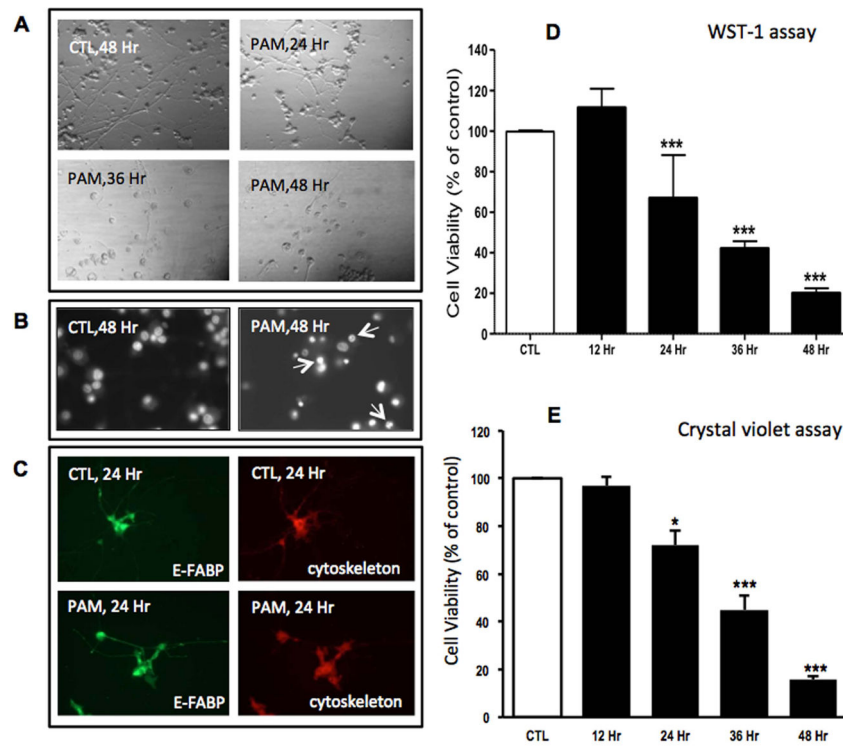 A
CTL,48 Hr
PAM,24 Hr
PAM,36 Hr
PAM,48 Hr
B
CTL,48 Hr
PAM,48 Hr
C
CTL, 24 Hr
E-FABP
CTL, 24 Hr
cytoskeleton
PAM, 24 Hr
E-FABP
PAM, 24 Hr
cytoskeleton
D
WST-1 assay
Cell Viability (% of control)
140
120
100
80
60
40
20
0
***
***
***
CTL
12 Hr
24 Hr
36 Hr
48 Hr
E
Crystal violet assay
Cell Viability (% of control)
120
100
80
60
40
20
0
*
***
***
CTL
12 Hr
24 Hr
36 Hr
48 Hr